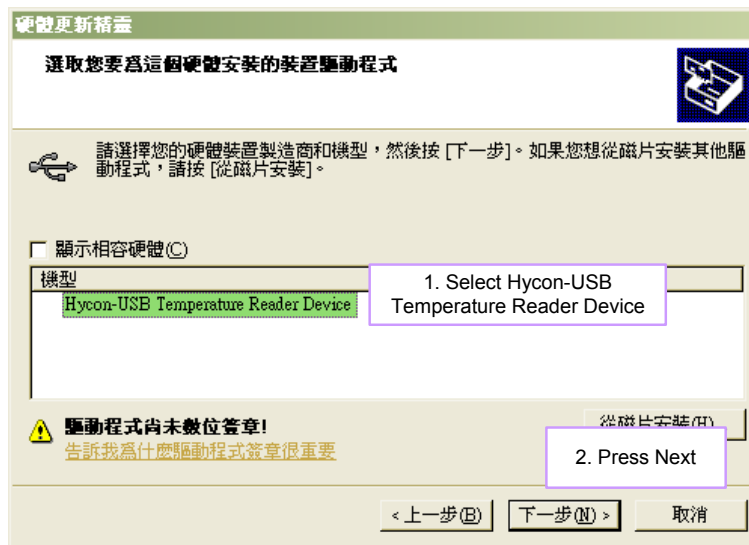 硬體更新精靈
選取您要為這個硬體安裝的裝置驅動程式
請選擇您的硬體裝置製造商和機型，然後按 [下一步]。如果您想從磁片安裝其他驅
動程式，請按 [從磁片安裝]。
顯示相容硬體(C)
機型
Hycon-USB Temperature Reader Device
1. Select Hycon-USB
Temperature Reader Device
驅動程式尚未數位簽章!
從磁片安裝(H)
告訴我為什麼驅動程式簽章很重要
2. Press Next
< 上一步(B)
下一步(N) >
取消